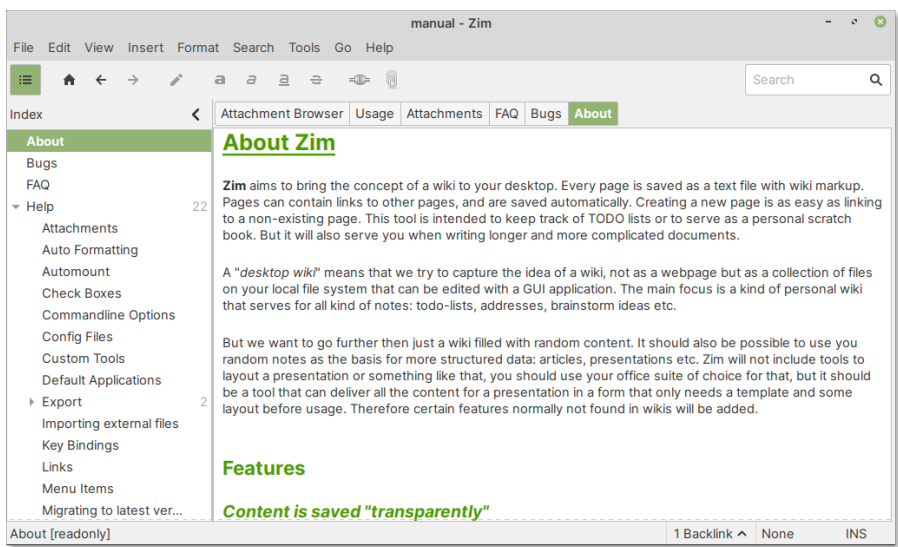 manual - Zim
File Edit View Insert Format Search Tools Go Help
a a a a Search
Index
Attachment Browser Usage Attachments FAQ Bugs About
About
Bugs
FAQ
Help 22
Attachments
Auto Formatting
Automount
Check Boxes
Commandline Options
Config Files
Custom Tools
Default Applications
Export 2
Importing external files
Key Bindings
Links
Menu Items
Migrating to latest ver...
About Zim
Zim aims to bring the concept of a wiki to your desktop. Every page is saved as a text file with wiki markup.
Pages can contain links to other pages, and are saved automatically. Creating a new page is as easy as linking
to a non-existing page. This tool is intended to keep track of TODO lists or to serve as a personal scratch
book. But it will also serve you when writing longer and more complicated documents.
A "desktop wiki" means that we try to capture the idea of a wiki, not as a webpage but as a collection of files
on your local file system that can be edited with a GUI application. The main focus is a kind of personal wiki
that serves for all kind of notes: todo-lists, addresses, brainstorm ideas etc.
But we want to go further then just a wiki filled with random content. It should also be possible to use you
random notes as the basis for more structured data: articles, presentations etc. Zim will not include tools to
layout a presentation or something like that, you should use your office suite of choice for that, but it should
be a tool that can deliver all the content for a presentation in a form that only needs a template and some
layout before usage. Therefore certain features normally not found in wikis will be added.
Features
Content is saved "transparently"
About [readonly] 1 Backlink None INS